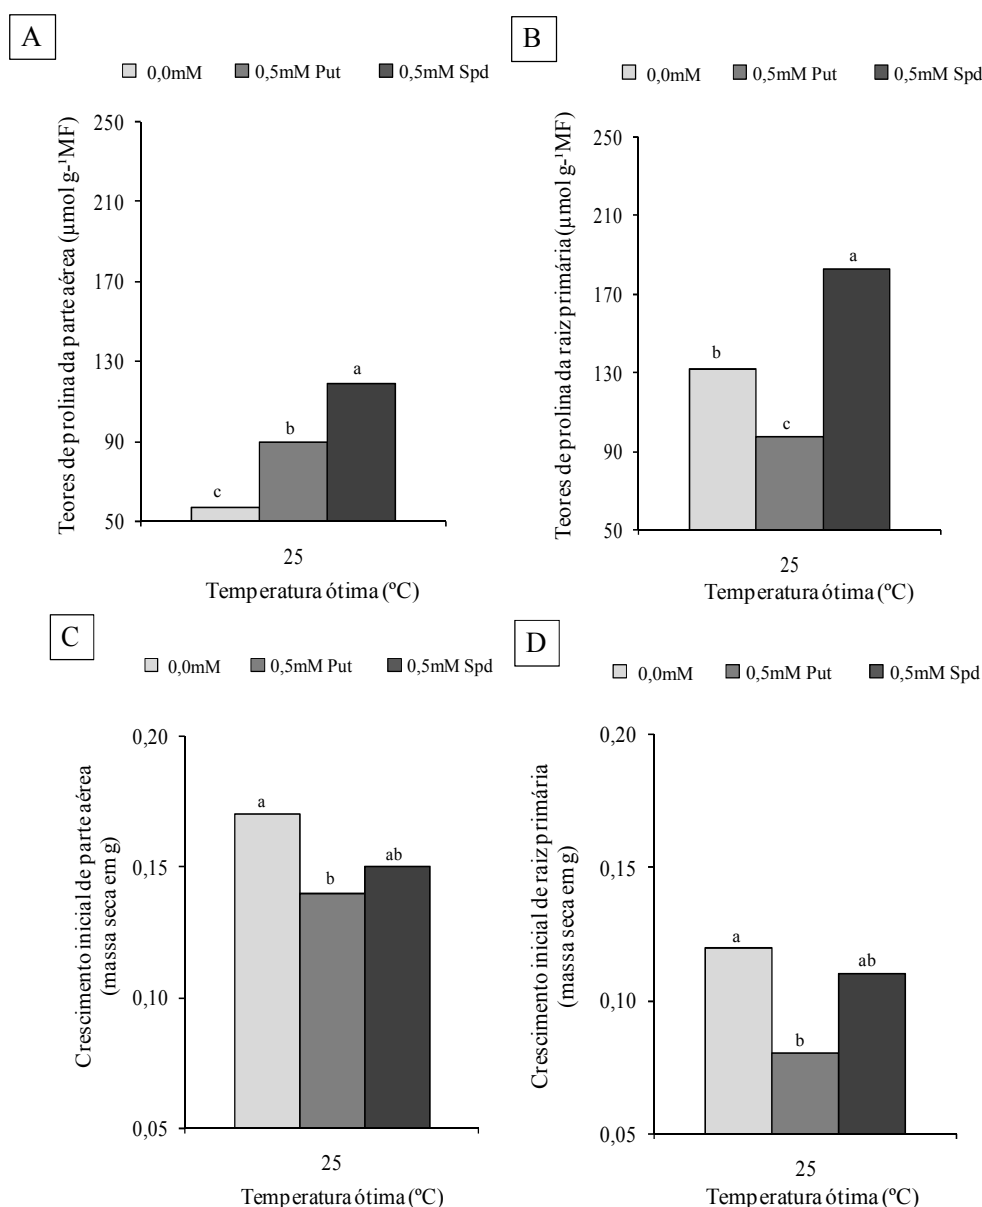 A
0,0mM 0,5mM Put 0,5mM Spd
Teores de prolina da parte aérea (µmol g-¹MF)
250
210
170
130
90
50
c
b
a
25
Temperatura ótima (ºC)
B
0,0mM 0,5mM Put 0,5mM Spd
Teores de prolina da raiz primária (µmol g-¹MF)
250
210
170
130
90
50
b
c
a
25
Temperatura ótima (ºC)
C
0,0mM 0,5mM Put 0,5mM Spd
Crescimento inicial de parte aérea
(massa seca em g)
0,20
0,15
0,10
0,05
a
b
ab
25
Temperatura ótima (ºC)
D
0,0mM 0,5mM Put 0,5mM Spd
Crescimento inicial de raiz primária
(massa seca em g)
0,20
0,15
0,10
0,05
a
b
ab
25
Temperatura ótima (ºC)